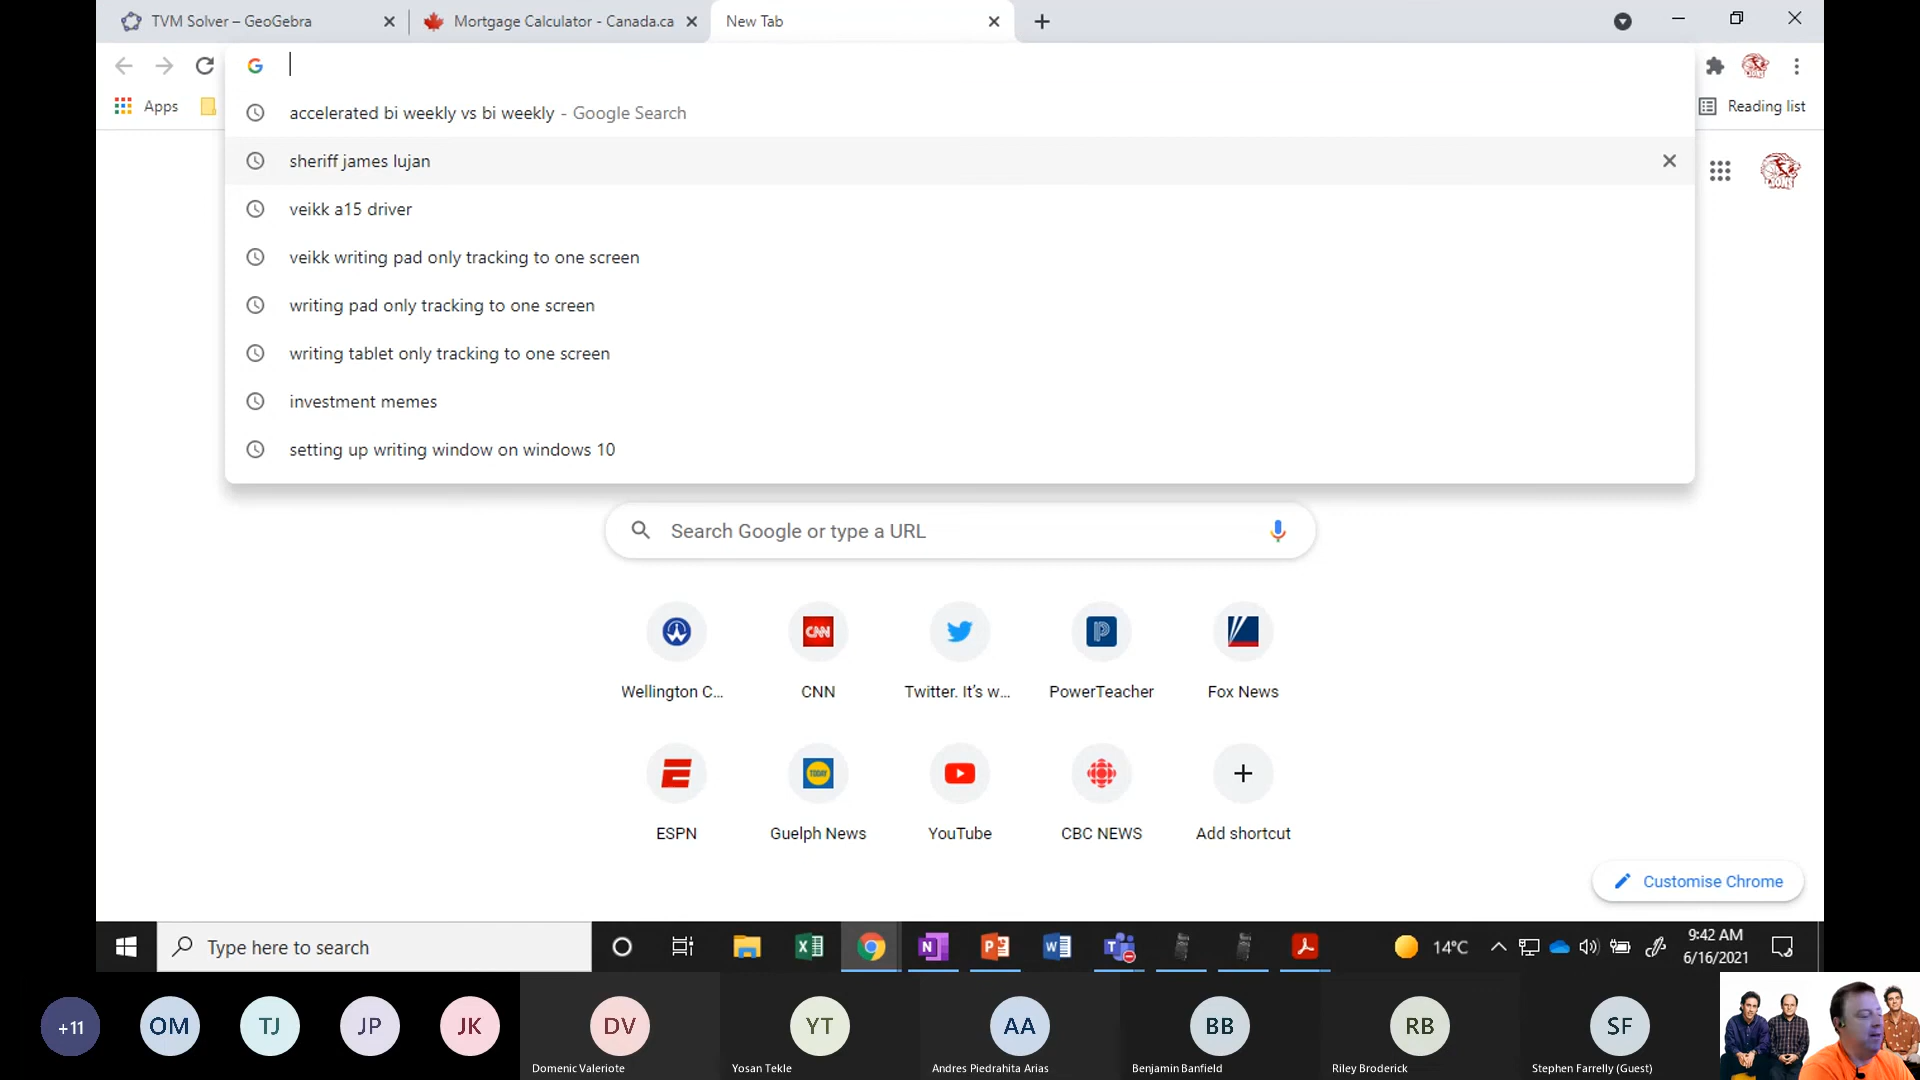 TVM Solver – GeoGebra
Mortgage Calculator - Canada.ca
New Tab
Apps
Reading list
accelerated bi weekly vs bi weekly - Google Search
sheriff james lujan
veikk a15 driver
veikk writing pad only tracking to one screen
writing pad only tracking to one screen
writing tablet only tracking to one screen
investment memes
setting up writing window on windows 10
Search Google or type a URL
CNN
TODAY
Wellington C...
CNN
Twitter. It's w...
PowerTeacher
Fox News
ESPN
Guelph News
YouTube
CBC NEWS
Add shortcut
Customise Chrome
Type here to search
14°C
9:42 AM
6/16/2021
+11
OM
TJ
JP
JK
DV
YT
AA
BB
RB
SF
Domenic Valeriote
Yosan Tekle
Andres Piedrahita Arias
Benjamin Banfield
Riley Broderick
Stephen Farrelly (Guest)